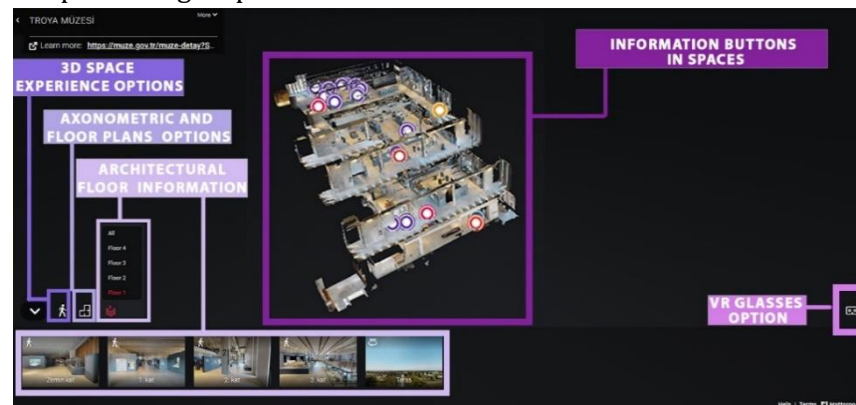 TROYA MÜZESİ
More
Learn more: https://muze.gov.tr/muze-detay?S..
3D SPACE
EXPERIENCE OPTIONS
AXONOMETRIC AND
FLOOR PLANS OPTIONS
ARCHITECTURAL
FLOOR INFORMATION
INFORMATION BUTTONS
IN SPACES
All
Floor 4
Floor 3
Floor 2
Floor 1
VR GLASSES
OPTION
Zemin kat
1. kat
2. kat
3. kat
Teras
Help | Terms